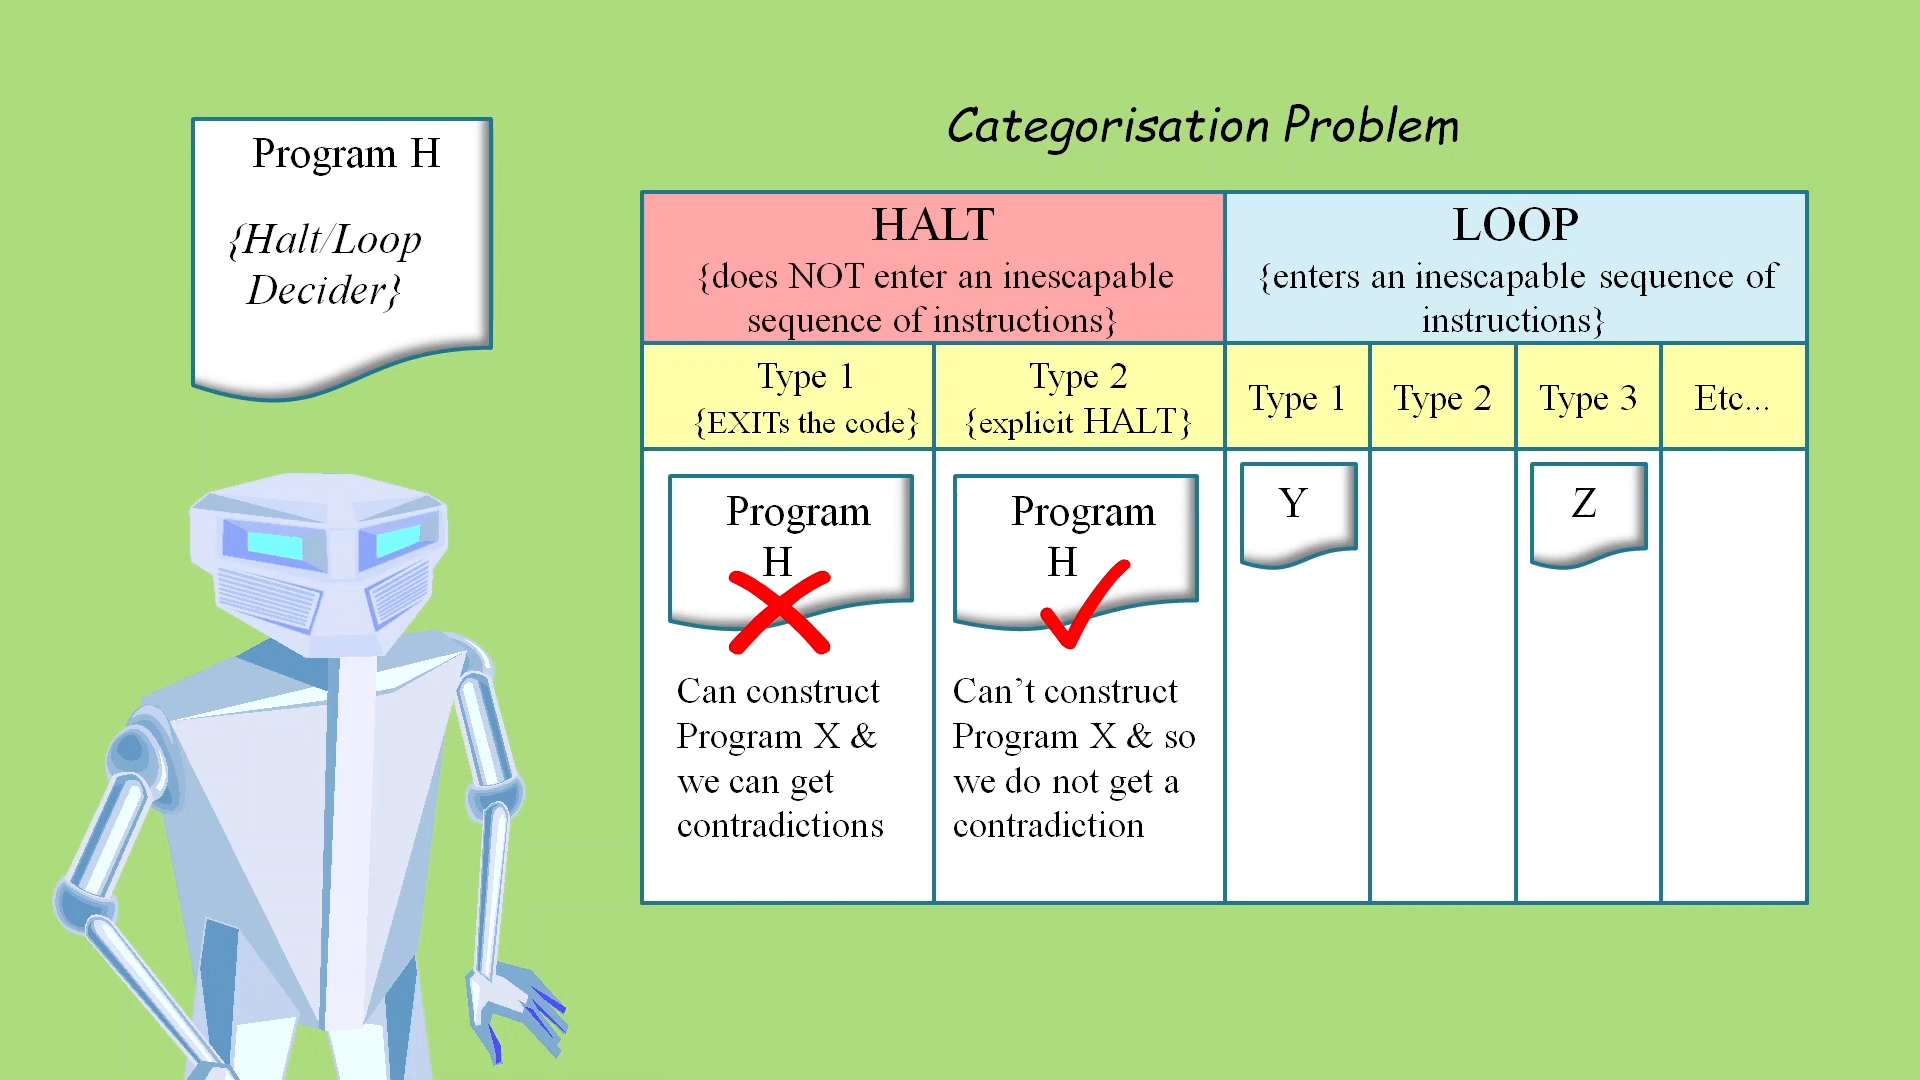 Categorisation Problem
Program H
{Halt/Loop
Decider}
HALT
{does NOT enter an inescapable
sequence of instructions}
LOOP
{enters an inescapable sequence of
instructions}
Type 1
{EXITs the code}
Type 2
{explicit HALT}
Type 1
Type 2
Type 3
Etc...
Program
H
Can construct
Program X &
we can get
contradictions
Program
H
Can’t construct
Program X & so
we do not get a
contradiction
Y
Z